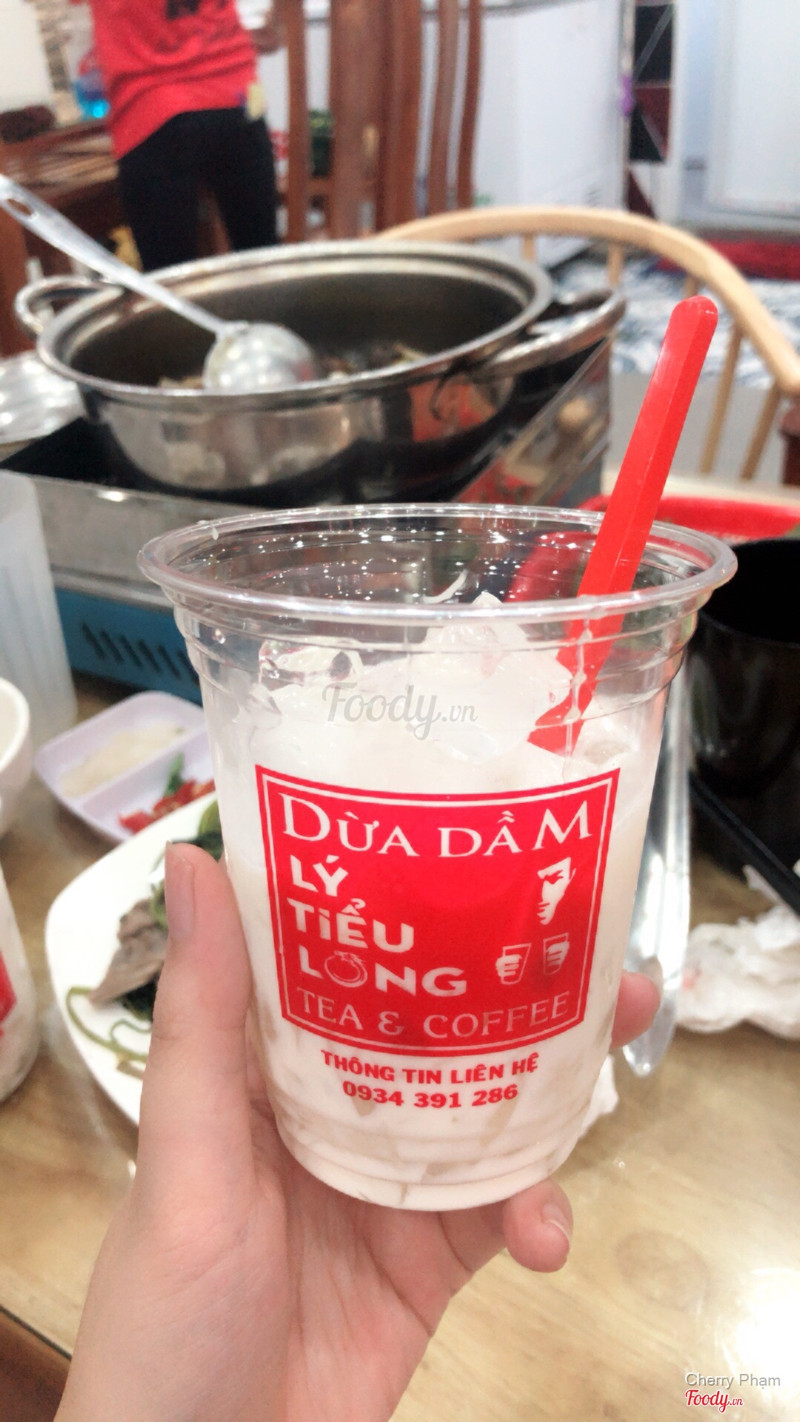 Foody.vn
DỪA DẦM
LÝ
TIỂU
LONG
TEA & COFFEE
THÔNG TIN LIÊN HỆ
0934 391 286
Cherry Phạm
Foody.vn